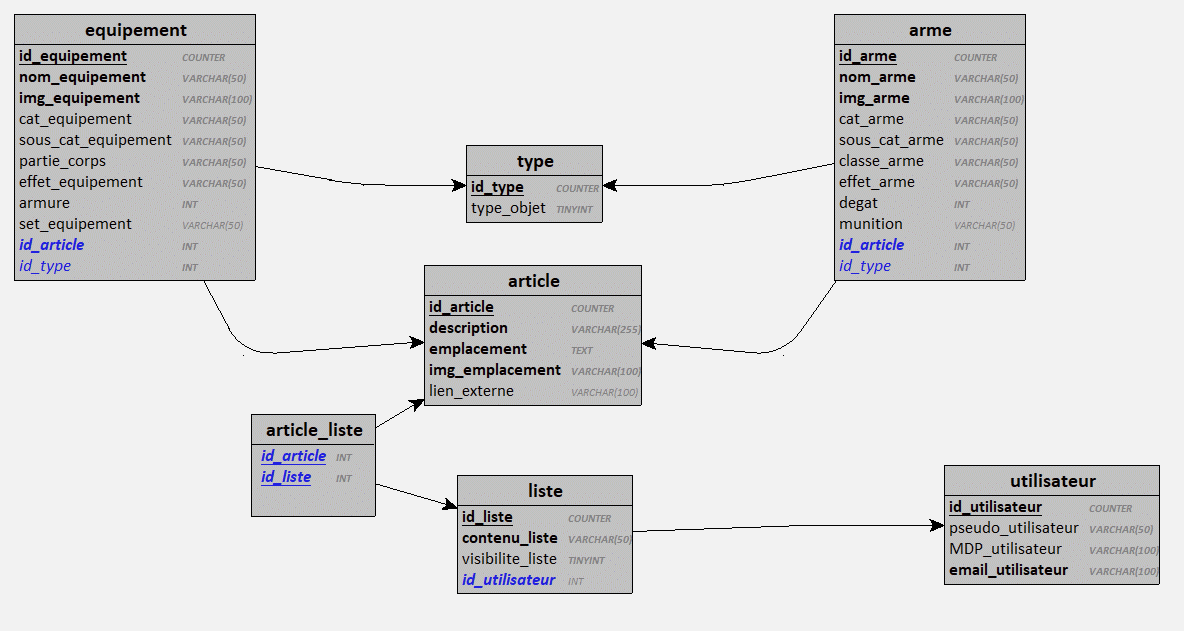 equipement
id_equipement COUNTER
nom_equipement VARCHAR(50)
img_equipement VARCHAR(100)
cat_equipement VARCHAR(50)
sous_cat_equipement VARCHAR(50)
partie_corps VARCHAR(50)
effet_equipement VARCHAR(50)
armure INT
set_equipement VARCHAR(50)
id_article INT
id_type INT
arme
id_arme COUNTER
nom_arme VARCHAR(50)
img_arme VARCHAR(100)
cat_arme VARCHAR(50)
sous_cat_arme VARCHAR(50)
classe_arme VARCHAR(50)
effet_arme VARCHAR(50)
degat INT
munition VARCHAR(50)
id_article INT
id_type INT
type
id_type COUNTER
type_objet TINYINT
article
id_article COUNTER
description VARCHAR(255)
emplacement TEXT
img_emplacement VARCHAR(100)
lien_externe VARCHAR(100)
article_liste
id_article INT
id_liste INT
liste
id_liste COUNTER
contenu_liste VARCHAR(50)
visibilite_liste TINYINT
id_utilisateur INT
utilisateur
id_utilisateur COUNTER
pseudo_utilisateur VARCHAR(50)
MDP_utilisateur VARCHAR(100)
email_utilisateur VARCHAR(100)